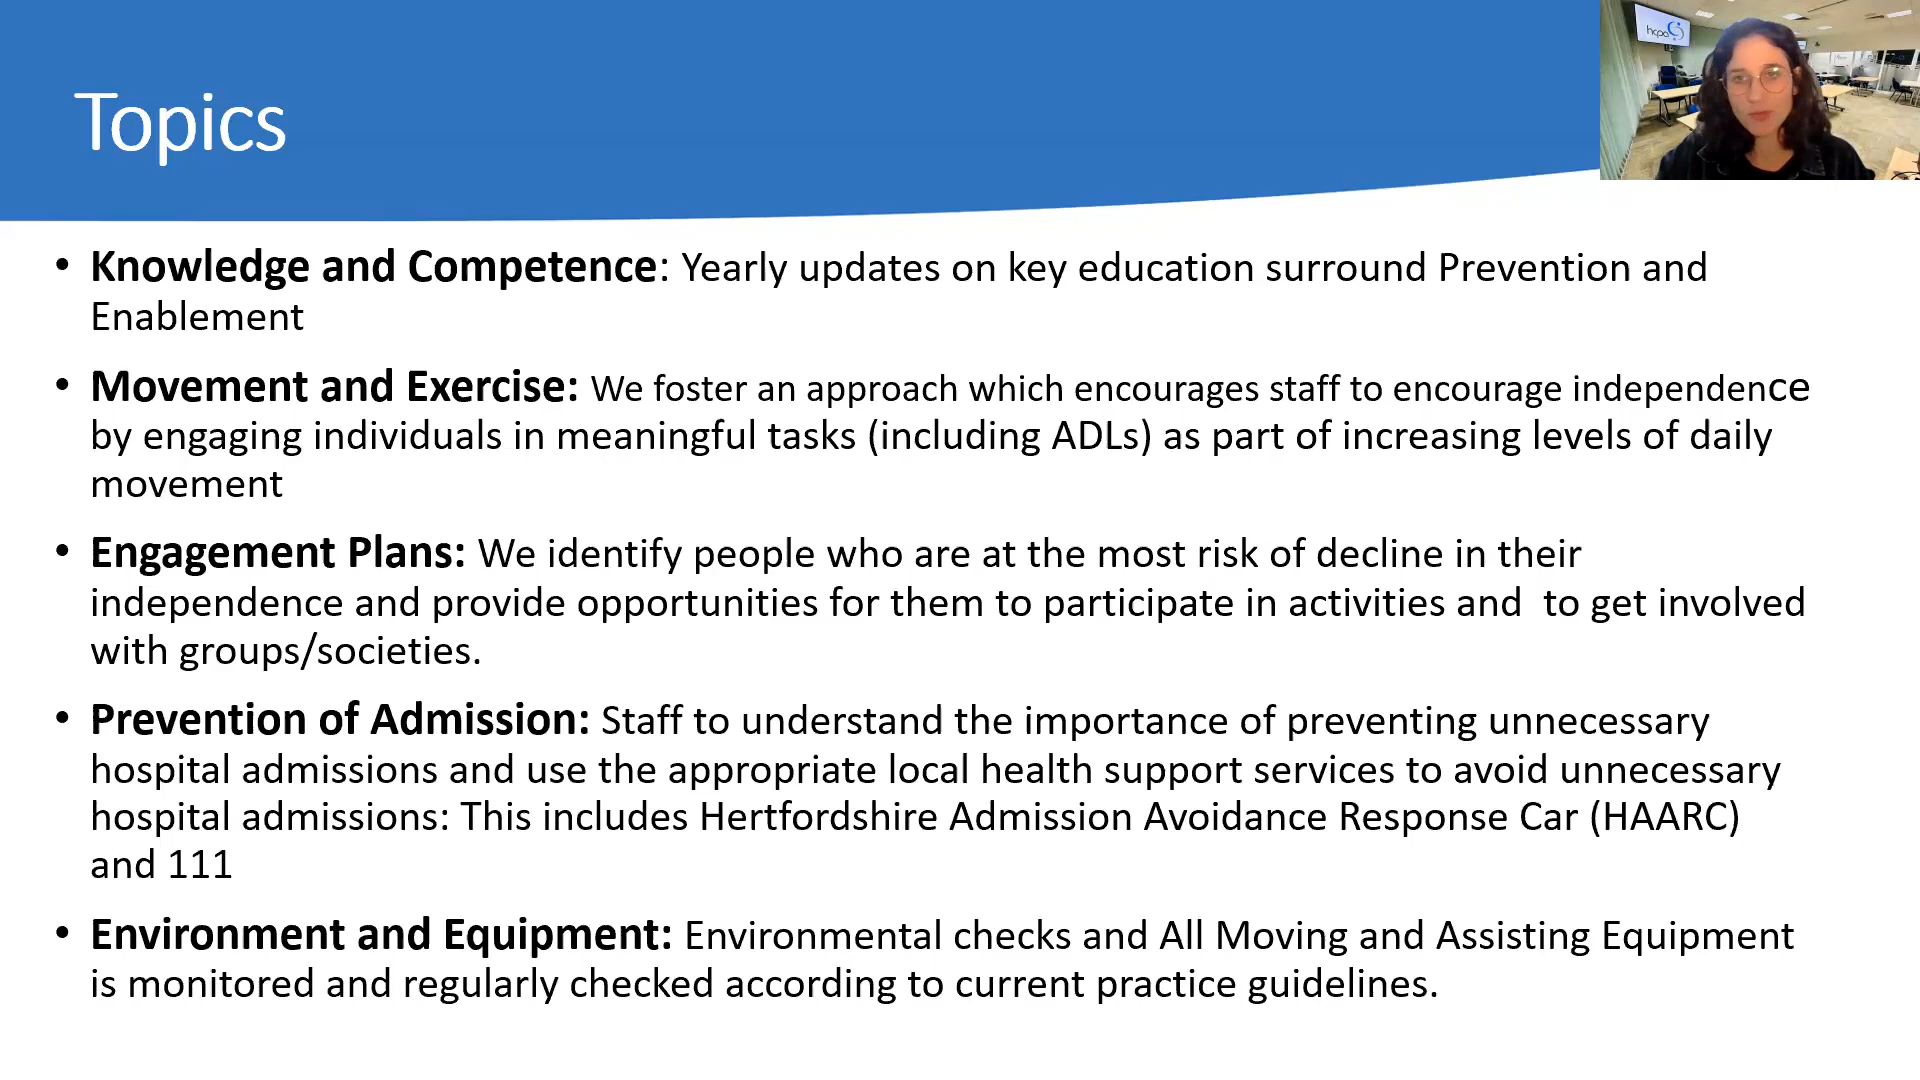 Topics
hcpa
• Knowledge and Competence: Yearly updates on key education surround Prevention and
Enablement
• Movement and Exercise: We foster an approach which encourages staff to encourage independence
by engaging individuals in meaningful tasks (including ADLs) as part of increasing levels of daily
movement
• Engagement Plans: We identify people who are at the most risk of decline in their
independence and provide opportunities for them to participate in activities and  to get involved
with groups/societies.
• Prevention of Admission: Staff to understand the importance of preventing unnecessary
hospital admissions and use the appropriate local health support services to avoid unnecessary
hospital admissions: This includes Hertfordshire Admission Avoidance Response Car (HAARC)
and 111
• Environment and Equipment: Environmental checks and All Moving and Assisting Equipment
is monitored and regularly checked according to current practice guidelines.